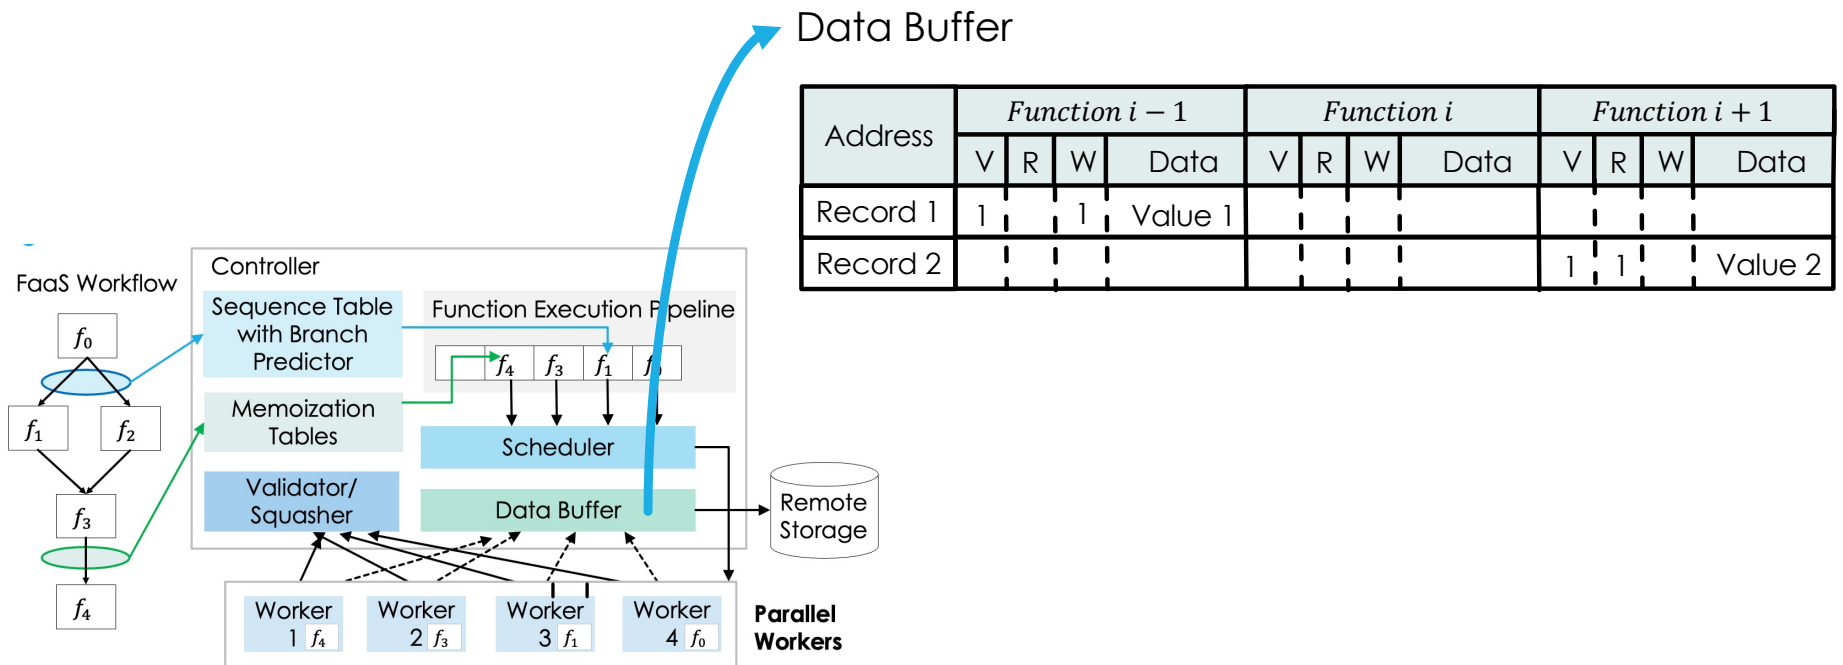 Data Buffer
Address
Function i − 1
Function i
Function i + 1
V R W Data V R W Data V R W Data
Record 1 1 1 Value 1
Record 2 1 1 Value 2
FaaS Workflow
f0
f1
f2
f3
f4
Controller
Sequence Table
with Branch
Predictor
Memoization
Tables
Validator/
Squasher
Function Execution Pipeline
f4 f3 f1 f0
Scheduler
Data Buffer
Remote
Storage
Worker
1 f4
Worker
2 f3
Worker
3 f1
Worker
4 f0
Parallel
Workers